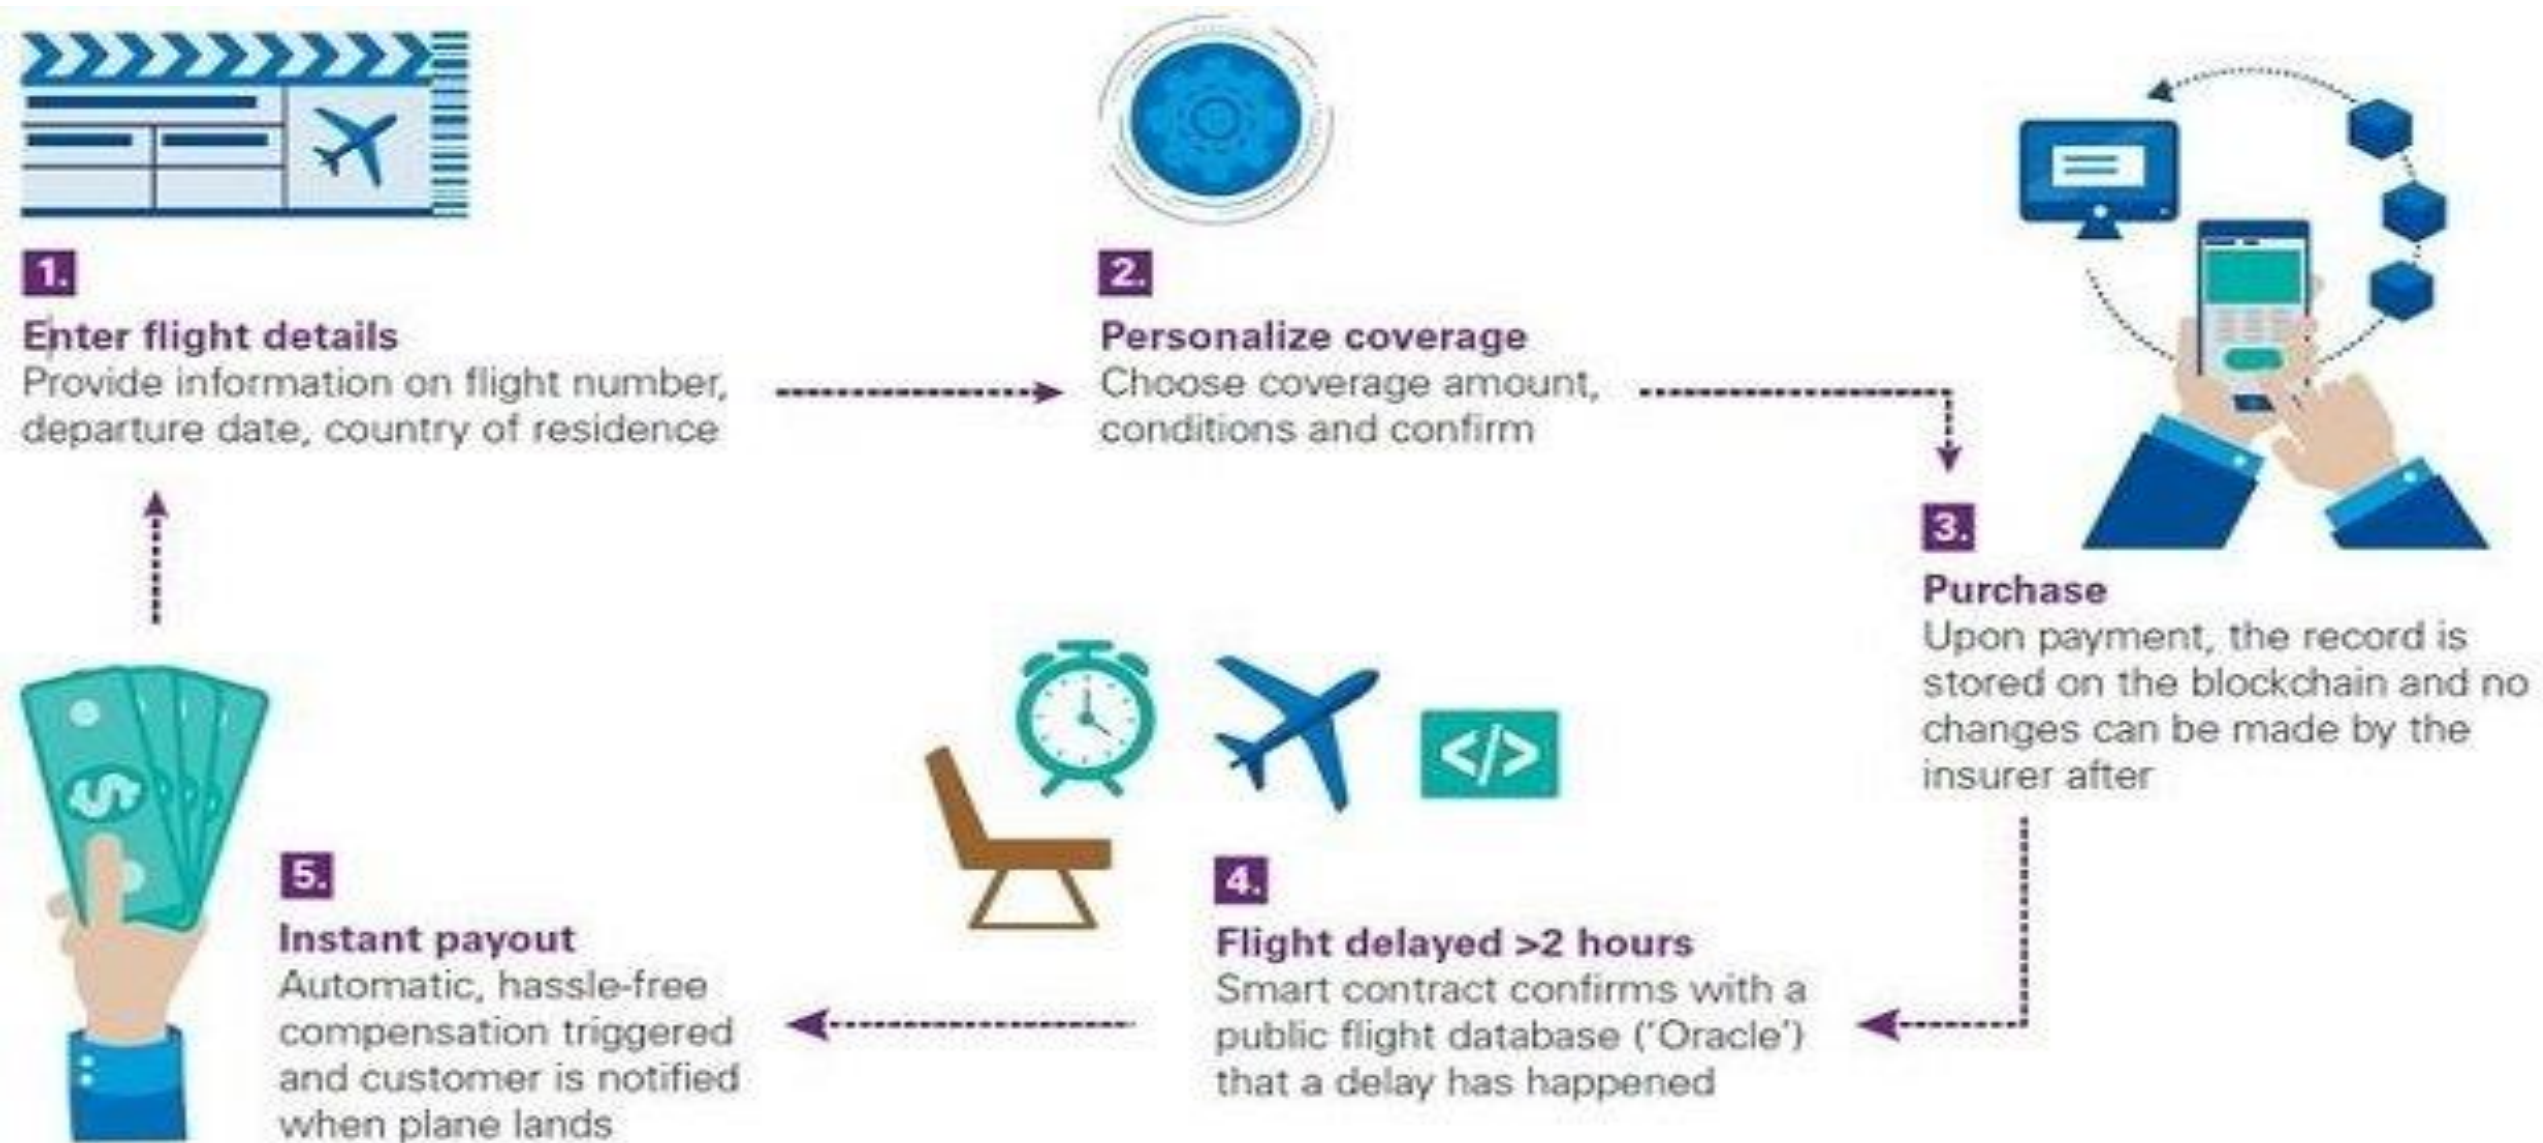 1.
Enter flight details
Provide information on flight number,
departure date, country of residence
2.
Personalize coverage
Choose coverage amount,
conditions and confirm
3.
Purchase
Upon payment, the record is
stored on the blockchain and no
changes can be made by the
insurer after
4.
Flight delayed >2 hours
Smart contract confirms with a
public flight database ('Oracle')
that a delay has happened
5.
Instant payout
Automatic, hassle-free
compensation triggered
and customer is notified
when plane lands